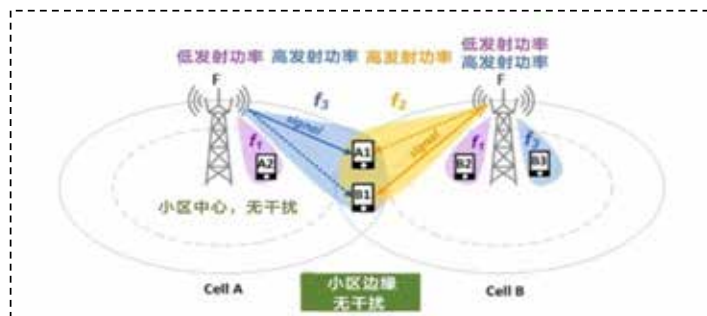 低发射功率
高发射功率
高发射功率
低发射功率
高发射功率
F
F
f₃
f₂
signal
signal
f₁
A2
A1
B1
f₁
B2
B3
小区中心，无干扰
小区边缘
无干扰
Cell A
Cell B